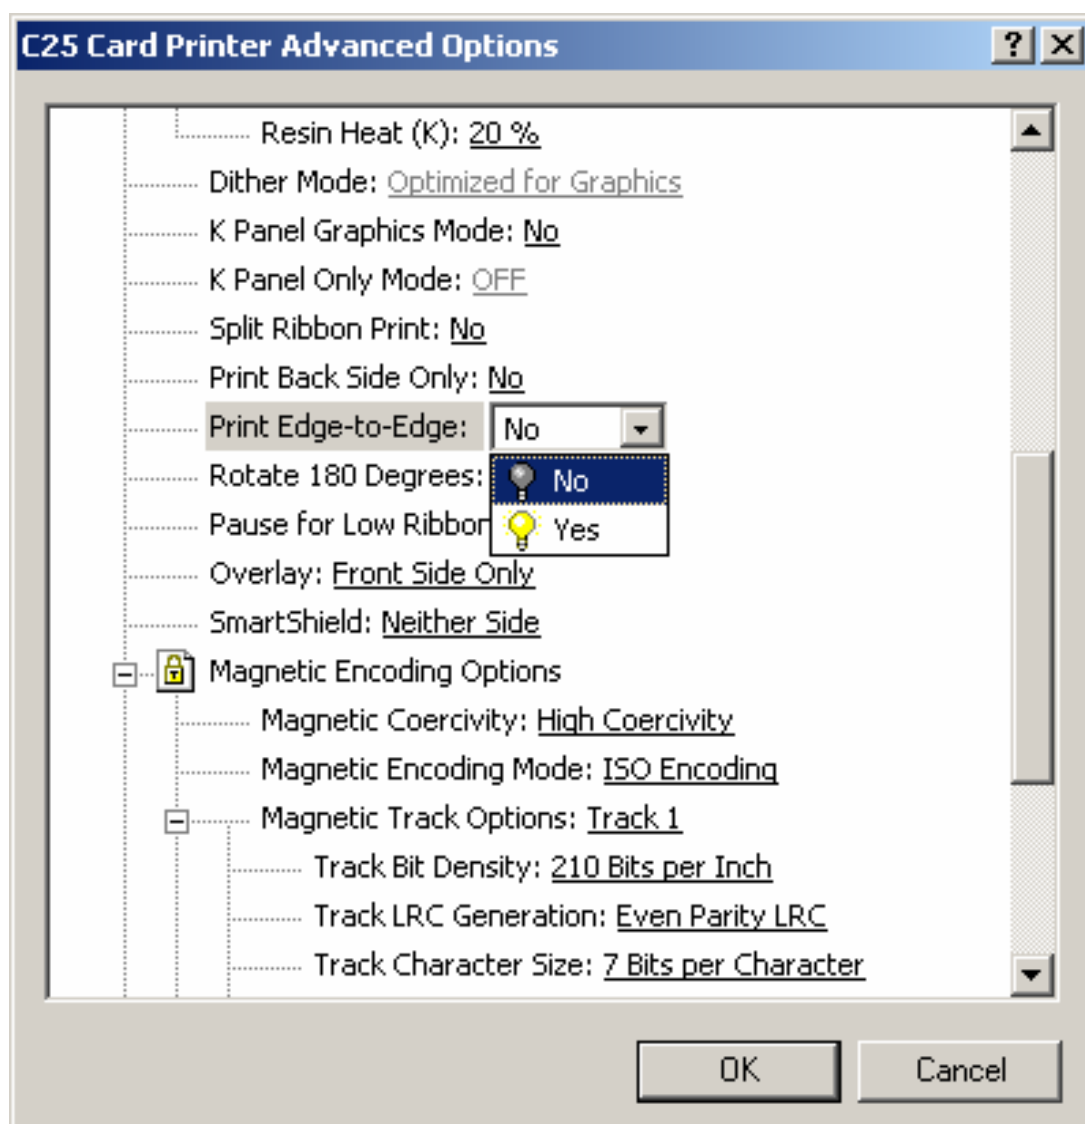 C25 Card Printer Advanced Options
Resin Heat (K): 20 %
Dither Mode: Optimized for Graphics
K Panel Graphics Mode: No
K Panel Only Mode: OFF
Split Ribbon Print: No
Print Back Side Only: No
Print Edge-to-Edge: No
Rotate 180 Degrees: No
Pause for Low Ribbon Yes
Overlay: Front Side Only
SmartShield: Neither Side
Magnetic Encoding Options
Magnetic Coercivity: High Coercivity
Magnetic Encoding Mode: ISO Encoding
Magnetic Track Options: Track 1
Track Bit Density: 210 Bits per Inch
Track LRC Generation: Even Parity LRC
Track Character Size: 7 Bits per Character
OK Cancel